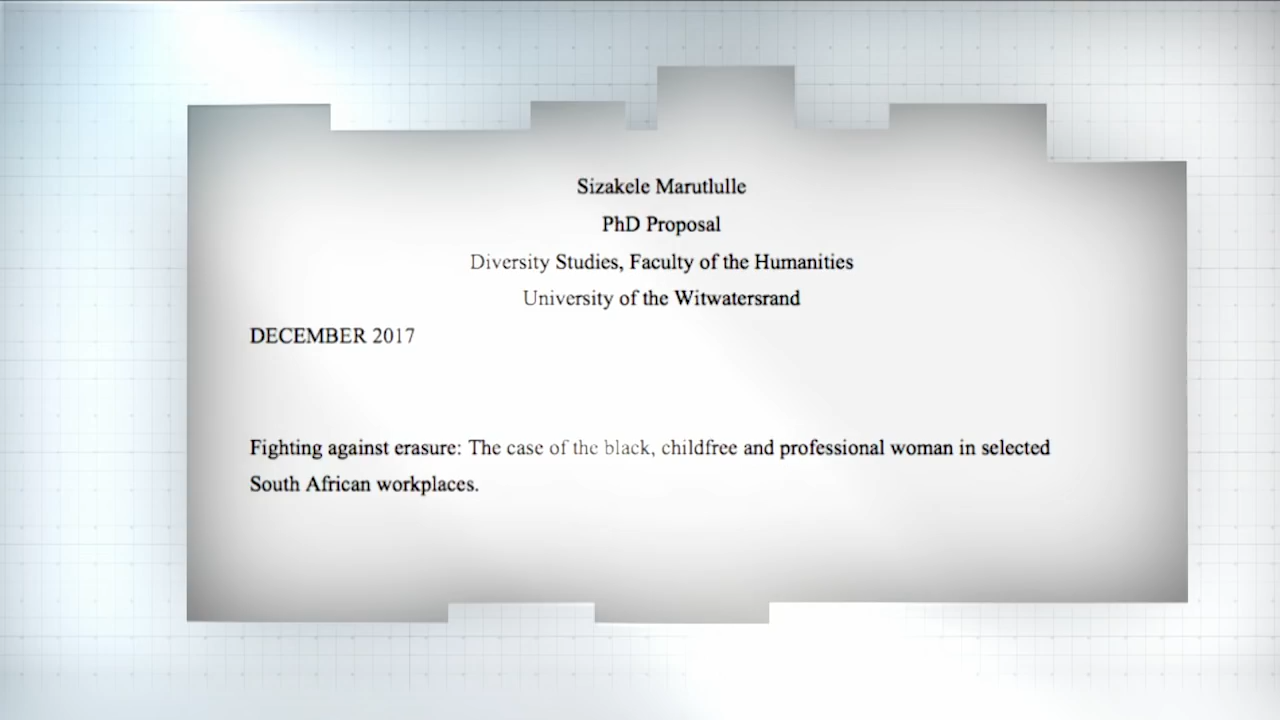 Sizakele Marutlulle
PhD Proposal
Diversity Studies, Faculty of the Humanities
University of the Witwatersrand
DECEMBER 2017
Fighting against erasure: The case of the black, childfree and professional woman in selected
South African workplaces.